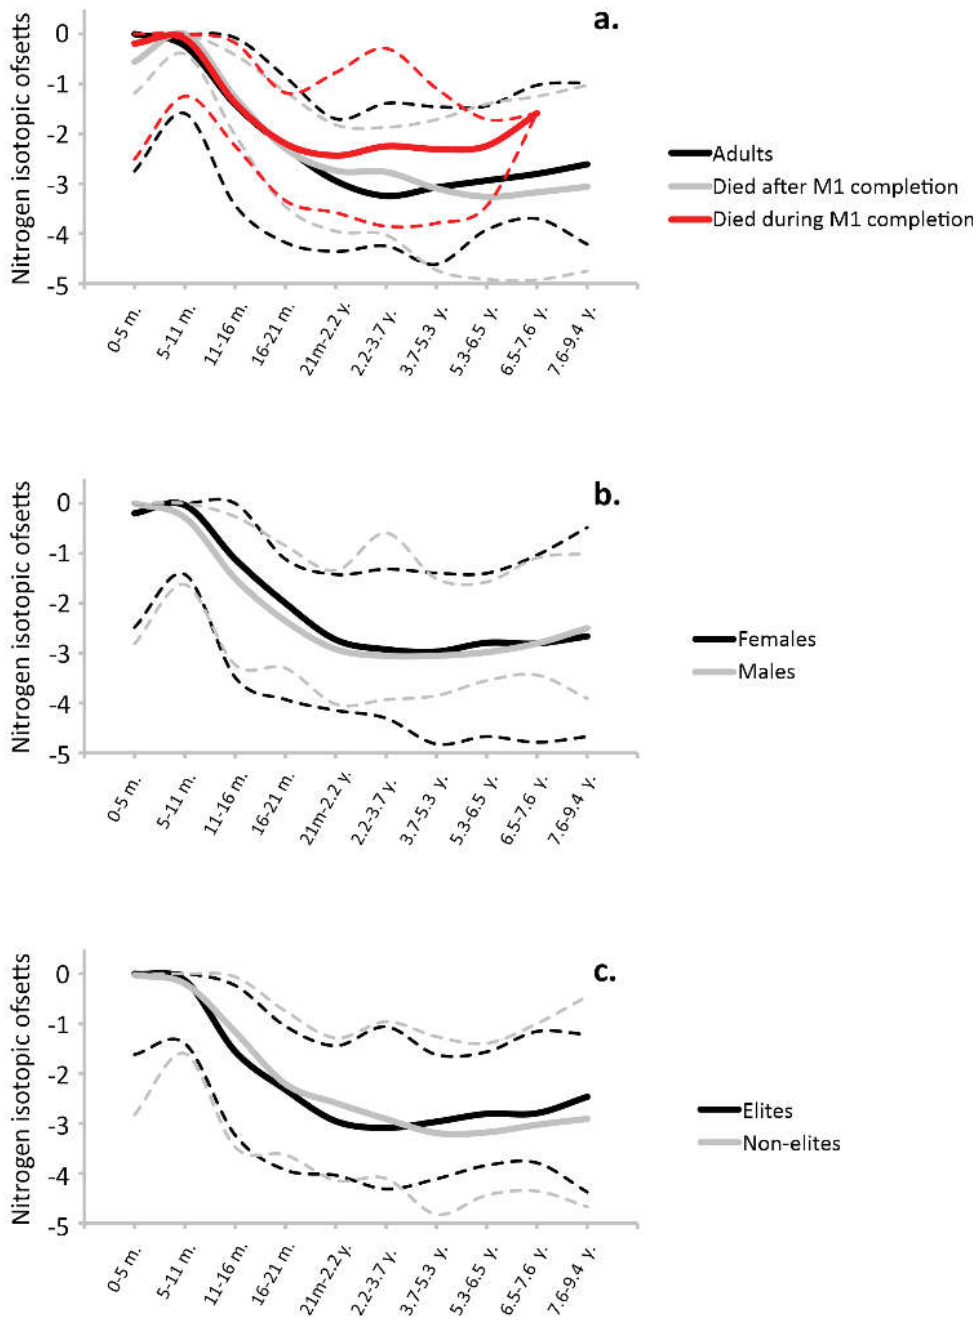 a.
Nitrogen isotopic ofsetts
0
-1
-2
-3
-4
-5
0-5 m.
5-11 m.
11-16 m.
16-21 m.
21m-2.2 y.
2.2-3.7 y.
3.7-5.3 y.
5.3-6.5 y.
6.5-7.6 y.
7.6-9.4 y.
Adults
Died after M1 completion
Died during M1 completion
b.
Nitrogen isotopic ofsetts
0
-1
-2
-3
-4
-5
0-5 m.
5-11 m.
11-16 m.
16-21 m.
21m-2.2 y.
2.2-3.7 y.
3.7-5.3 y.
5.3-6.5 y.
6.5-7.6 y.
7.6-9.4 y.
Females
Males
c.
Nitrogen isotopic ofsetts
0
-1
-2
-3
-4
-5
0-5 m.
5-11 m.
11-16 m.
16-21 m.
21m-2.2 y.
2.2-3.7 y.
3.7-5.3 y.
5.3-6.5 y.
6.5-7.6 y.
7.6-9.4 y.
Elites
Non-elites